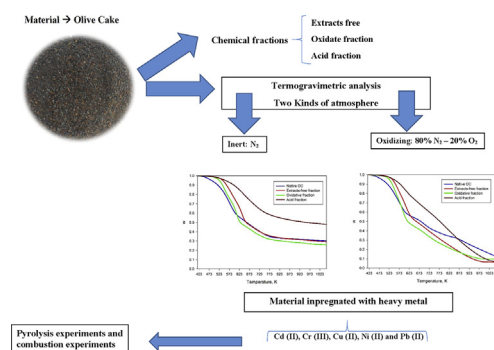 Material → Olive Cake
Chemical fractions
Extracts free
Oxidate fraction
Acid fraction
Termogravimetric analysis
Two Kinds of atmosphere
Inert: N₂
Oxidizing: 80% N₂ – 20% O₂
Native OC
Extracts-free fraction
Oxidative fraction
Acid fraction
Temperature, K
Native OC
Extracts-free fraction
Oxidative fraction
Acid fraction
Temperature, K
Material inpregnated with heavy metal
Cd (II), Cr (III), Cu (II), Ni (II) and Pb (II)
Pyrolysis experiments and
combustion experiments